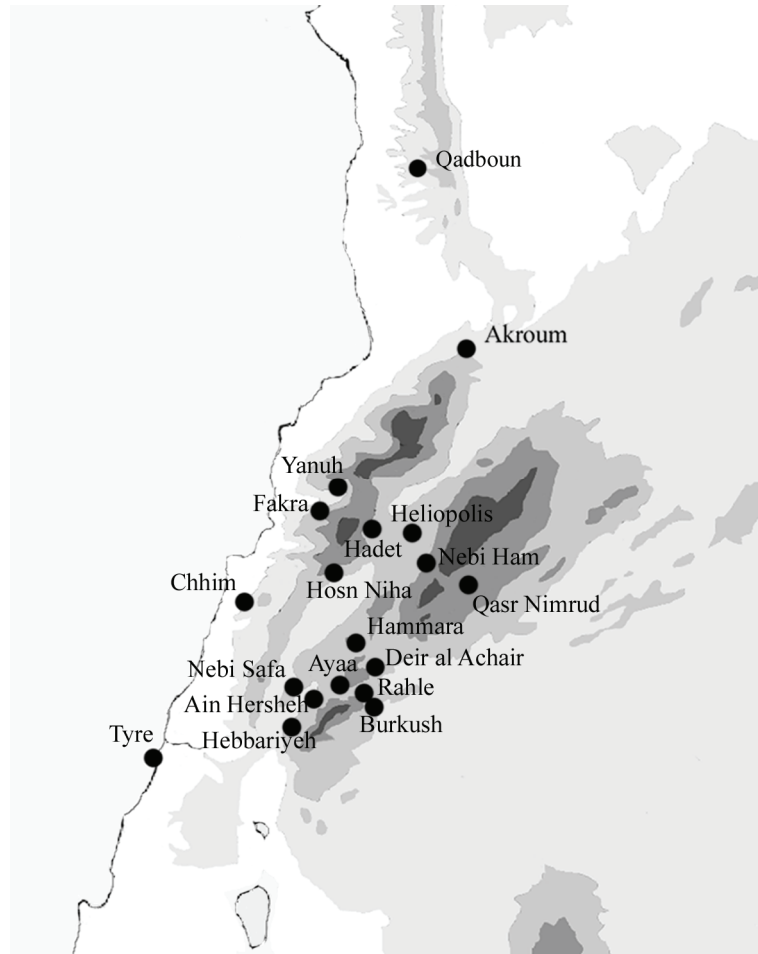 Qadboun
Akroum
Yanuh
Fakra
Heliopolis
Hadet
Nebi Ham
Hosn Niha
Chhim
Qasr Nimrud
Hammara
Deir al Achair
Ayaa
Nebi Safa
Rahle
Ain Hersheh
Burkush
Tyre
Hebbariyeh